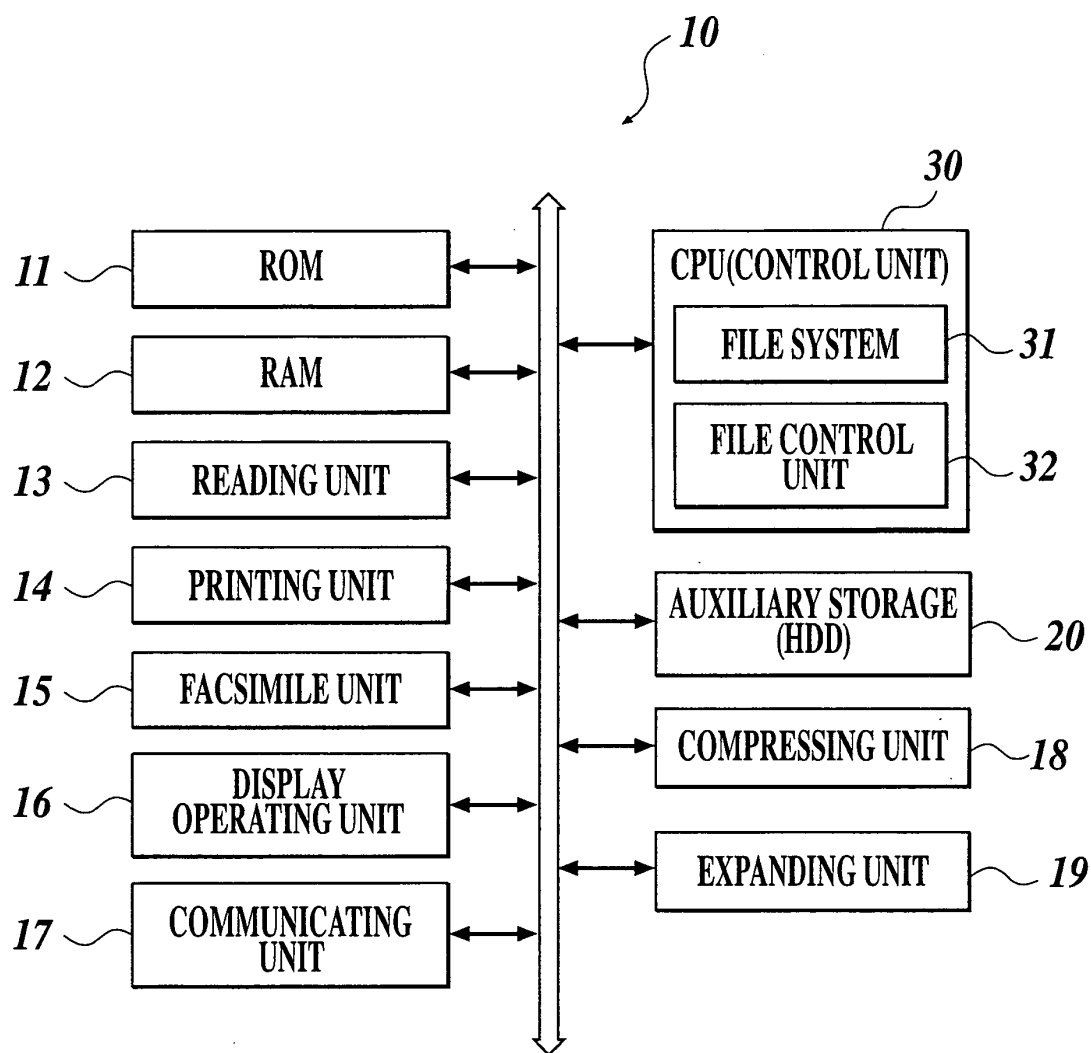 10
30
11
ROM
CPU(CONTROL UNIT)
12
RAM
FILE SYSTEM
31
13
READING UNIT
FILE CONTROL
UNIT
32
14
PRINTING UNIT
AUXILIARY STORAGE
(HDD)
20
15
FACSIMILE UNIT
COMPRESSING UNIT
18
16
DISPLAY
OPERATING UNIT
EXPANDING UNIT
19
17
COMMUNICATING
UNIT